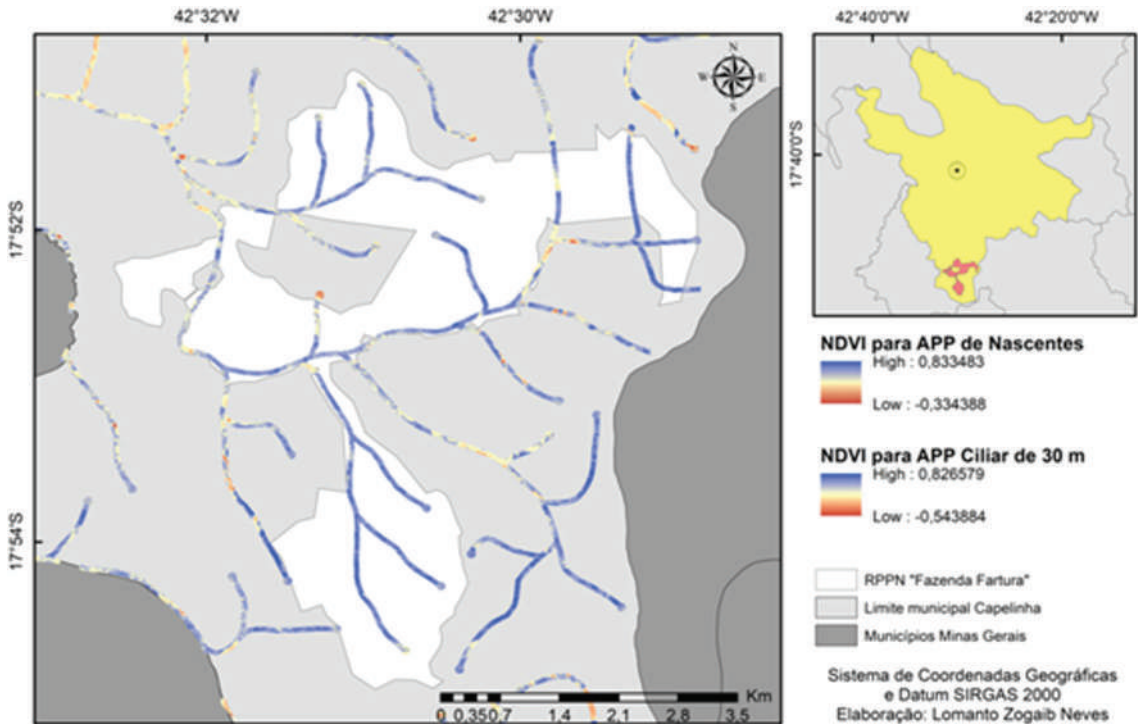 42°32'W 42°30'W
42°40'W 42°20'W
N
W E
S
17°52'S
17°54'S
17°40'0"S
NDVI para APP de Nascentes
High : 0,833483
Low : -0,334388
NDVI para APP Ciliar de 30 m
High : 0,826579
Low : -0,543884
RPPN "Fazenda Fartura"
Limite municipal Capelinha
Municípios Minas Gerais
Km
0 0.350.7 1.4 2.1 2.8 3.5
Sistema de Coordenadas Geográficas
e Datum SIRGAS 2000
Elaboração: Lomanto Zogaib Neves